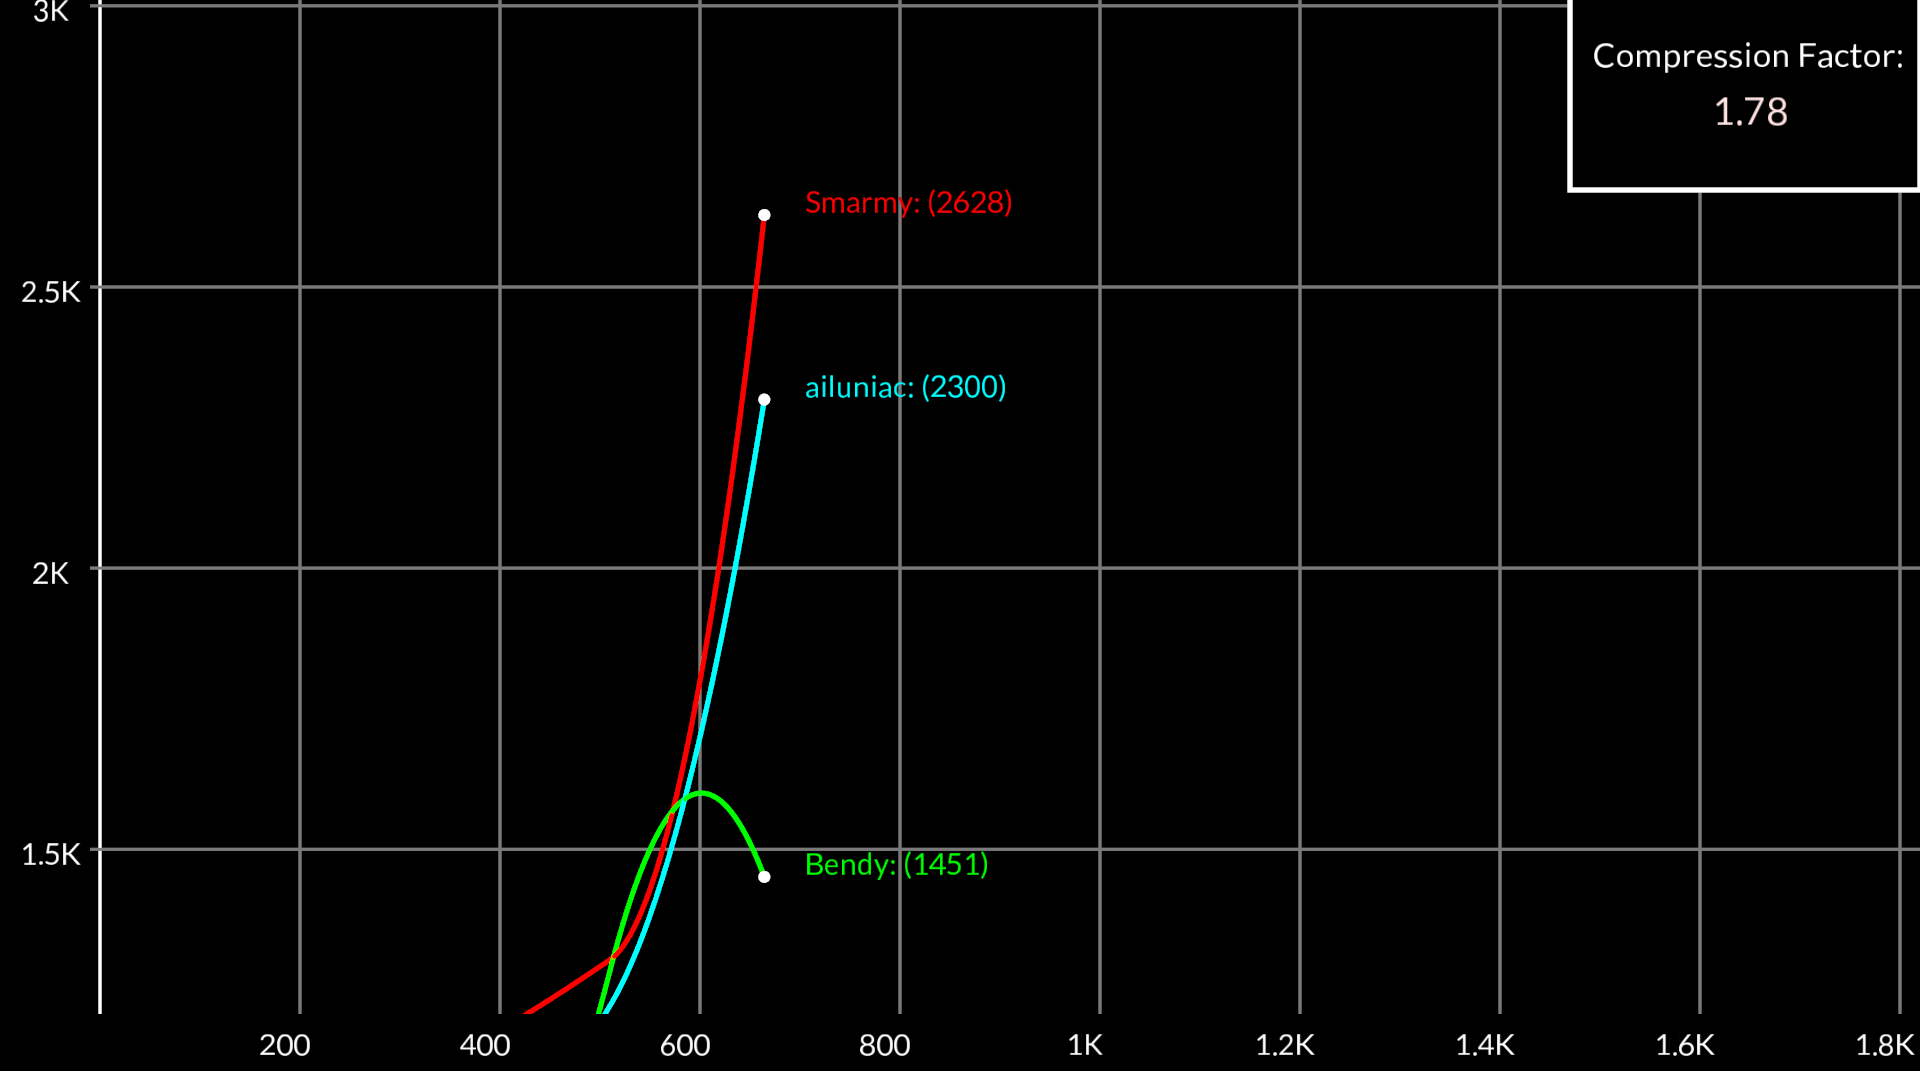 3K
Compression Factor:
1.78
Smarmy: (2628)
2.5K
ailuniac: (2300)
2K
1.5K
Bendy: (1451)
200 400 600 800 1K 1.2K 1.4K 1.6K 1.8K